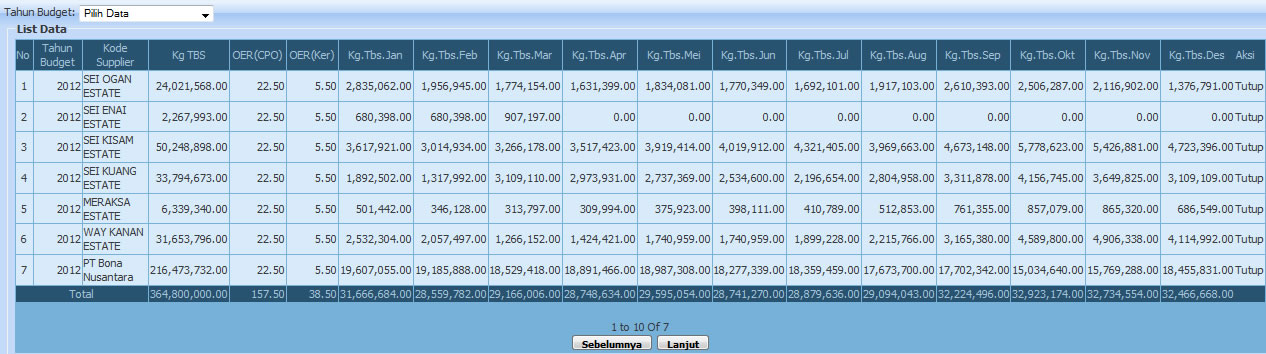 Tahun Budget: Pilih Data
List Data
No Tahun Budget Kode Supplier Kg TBS OER(CPO) OER(Ker) Kg.Tbs.Jan Kg.Tbs.Feb Kg.Tbs.Mar Kg.Tbs.Apr Kg.Tbs.Mei Kg.Tbs.Jun Kg.Tbs.Jul Kg.Tbs.Aug Kg.Tbs.Sep Kg.Tbs.Okt Kg.Tbs.Nov Kg.Tbs.Des Aksi
1 2012 SEI OGAN ESTATE 24,021,568.00 22.50 5.50 2,835,062.00 1,956,945.00 1,774,154.00 1,631,399.00 1,834,081.00 1,770,349.00 1,692,101.00 1,917,103.00 2,610,393.00 2,506,287.00 2,116,902.00 1,376,791.00 Tutup
2 2012 SEI ENAI ESTATE 2,267,993.00 22.50 5.50 680,398.00 680,398.00 907,197.00 0.00 0.00 0.00 0.00 0.00 0.00 0.00 0.00 0.00 Tutup
3 2012 SEI KISAM ESTATE 50,248,898.00 22.50 5.50 3,617,921.00 3,014,934.00 3,266,178.00 3,517,423.00 3,919,414.00 4,019,912.00 4,321,405.00 3,969,663.00 4,673,148.00 5,778,623.00 5,426,881.00 4,723,396.00 Tutup
4 2012 SEI KUANG ESTATE 33,794,673.00 22.50 5.50 1,892,502.00 1,317,992.00 3,109,110.00 2,973,931.00 2,737,369.00 2,534,600.00 2,196,654.00 2,804,958.00 3,311,878.00 4,156,745.00 3,649,825.00 3,109,109.00 Tutup
5 2012 MERAKSA ESTATE 6,339,340.00 22.50 5.50 501,442.00 346,128.00 313,797.00 309,994.00 375,923.00 398,111.00 410,789.00 512,853.00 761,355.00 857,079.00 865,320.00 686,549.00 Tutup
6 2012 WAY KANAN ESTATE 31,653,796.00 22.50 5.50 2,532,304.00 2,057,497.00 1,266,152.00 1,424,421.00 1,740,959.00 1,740,959.00 1,899,228.00 2,215,766.00 3,165,380.00 4,589,800.00 4,906,338.00 4,114,992.00 Tutup
7 2012 PT Bona Nusantara 216,473,732.00 22.50 5.50 19,607,055.00 19,185,888.00 18,529,418.00 18,891,466.00 18,987,308.00 18,277,339.00 18,359,459.00 17,673,700.00 17,702,342.00 15,034,640.00 15,769,288.00 18,455,831.00 Tutup
Total 364,800,000.00 157.50 38.50 31,666,684.00 28,559,782.00 29,166,006.00 28,748,634.00 29,595,054.00 28,741,270.00 28,879,636.00 29,094,043.00 32,224,496.00 32,923,174.00 32,734,554.00 32,466,668.00
1 to 10 Of 7
Sebelumnya Lanjut